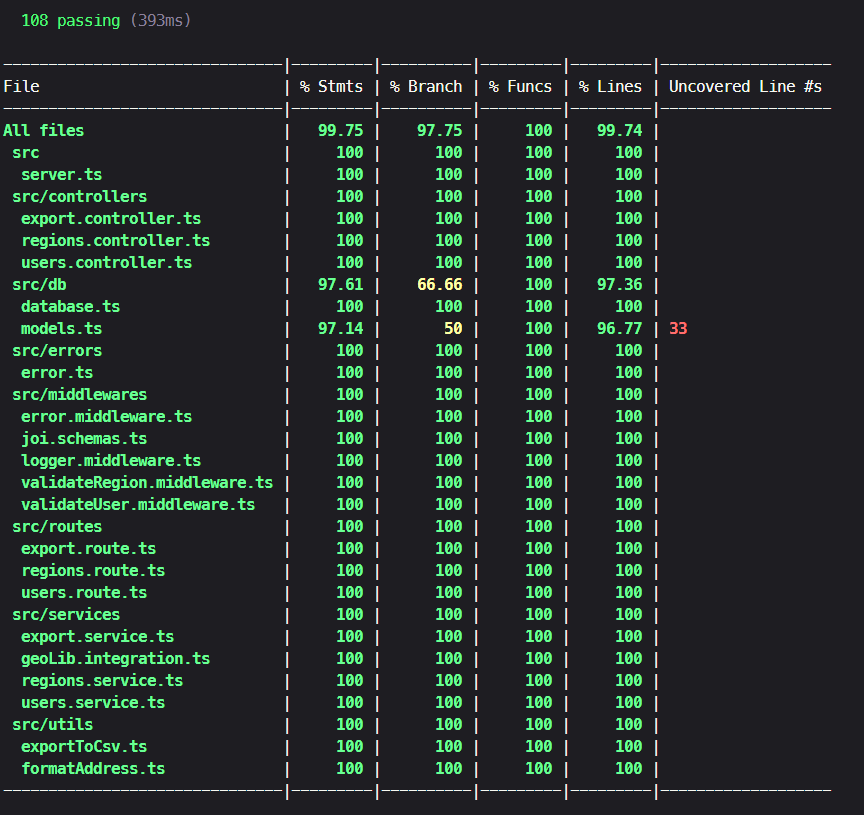 108 passing (393ms)
-------------------------------|---------|----------|---------|---------|-------------------
File                           | % Stmts | % Branch | % Funcs | % Lines | Uncovered Line #s
-------------------------------|---------|----------|---------|---------|-------------------
All files                      |   99.75 |    97.75 |     100 |   99.74 |
 src                           |     100 |      100 |     100 |     100 |
  server.ts                    |     100 |      100 |     100 |     100 |
 src/controllers               |     100 |      100 |     100 |     100 |
  export.controller.ts         |     100 |      100 |     100 |     100 |
  regions.controller.ts        |     100 |      100 |     100 |     100 |
  users.controller.ts          |     100 |      100 |     100 |     100 |
 src/db                        |   97.61 |    66.66 |     100 |   97.36 |
  database.ts                  |     100 |      100 |     100 |     100 |
  models.ts                    |   97.14 |       50 |     100 |   96.77 | 33
 src/errors                    |     100 |      100 |     100 |     100 |
  error.ts                     |     100 |      100 |     100 |     100 |
 src/middlewares               |     100 |      100 |     100 |     100 |
  error.middleware.ts          |     100 |      100 |     100 |     100 |
  joi.schemas.ts               |     100 |      100 |     100 |     100 |
  logger.middleware.ts         |     100 |      100 |     100 |     100 |
  validateRegion.middleware.ts |     100 |      100 |     100 |     100 |
  validateUser.middleware.ts   |     100 |      100 |     100 |     100 |
 src/routes                    |     100 |      100 |     100 |     100 |
  export.route.ts              |     100 |      100 |     100 |     100 |
  regions.route.ts             |     100 |      100 |     100 |     100 |
  users.route.ts               |     100 |      100 |     100 |     100 |
 src/services                  |     100 |      100 |     100 |     100 |
  export.service.ts            |     100 |      100 |     100 |     100 |
  geoLib.integration.ts        |     100 |      100 |     100 |     100 |
  regions.service.ts           |     100 |      100 |     100 |     100 |
  users.service.ts             |     100 |      100 |     100 |     100 |
 src/utils                     |     100 |      100 |     100 |     100 |
  exportToCsv.ts               |     100 |      100 |     100 |     100 |
  formatAddress.ts             |     100 |      100 |     100 |     100 |
-------------------------------|---------|----------|---------|---------|-------------------